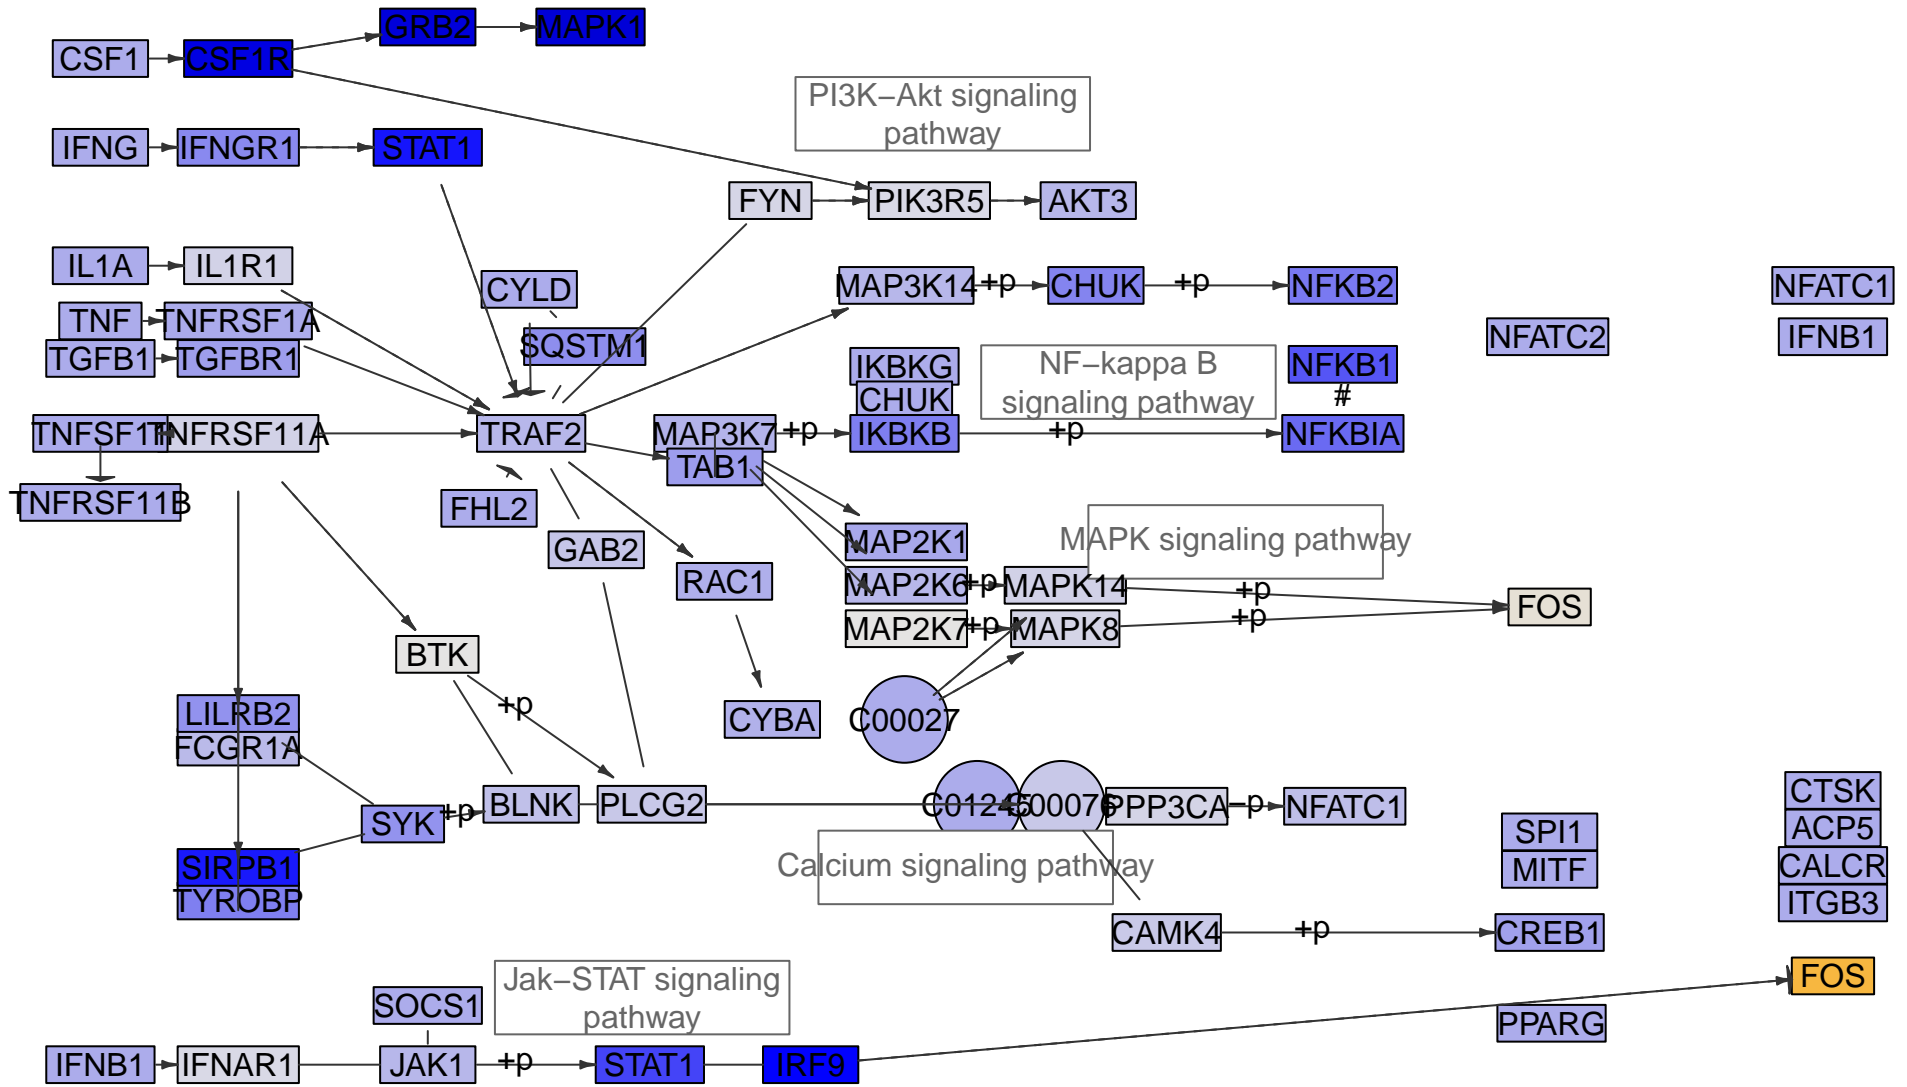 GRB2
MAPK1
CSF1
CSF1R
PI3K−Akt signaling
pathway
IFNG
IFNGR1
STAT1
FYN
PIK3R5
AKT3
IL1A
IL1R1
CYLD
MAP3K14
+p
CHUK
+p
NFKB2
NFATC1
TNF
TNFRSF1A
SQSTM1
NFATC2
IFNB1
TGFB1
TGFBR1
IKBKG
NF−kappa B
signaling pathway
NFKB1
#
CHUK
TNFRSF11A
TRAF2
MAP3K7
+p
IKBKB
+p
NFKBIA
TAB1
TNFRSF11B
FHL2
GAB2
MAP2K1
MAPK signaling pathway
RAC1
MAP2K6
+p
MAPK14
+p
FOS
MAP2K7
+p
MAPK8
+p
BTK
+p
LILRB2
CYBA
C00027
FCGR1A
SYK
+p
BLNK
PLCG2
C00076
PPP3CA
−p
NFATC1
CTSK
SPI1
ACP5
SIRPB1
Calcium signaling pathway
MITF
CALCR
TYROBP
ITGB3
CAMK4
+p
CREB1
Jak−STAT signaling
pathway
FOS
SOCS1
PPARG
IFNB1
IFNAR1
JAK1
+p
STAT1
IRF9